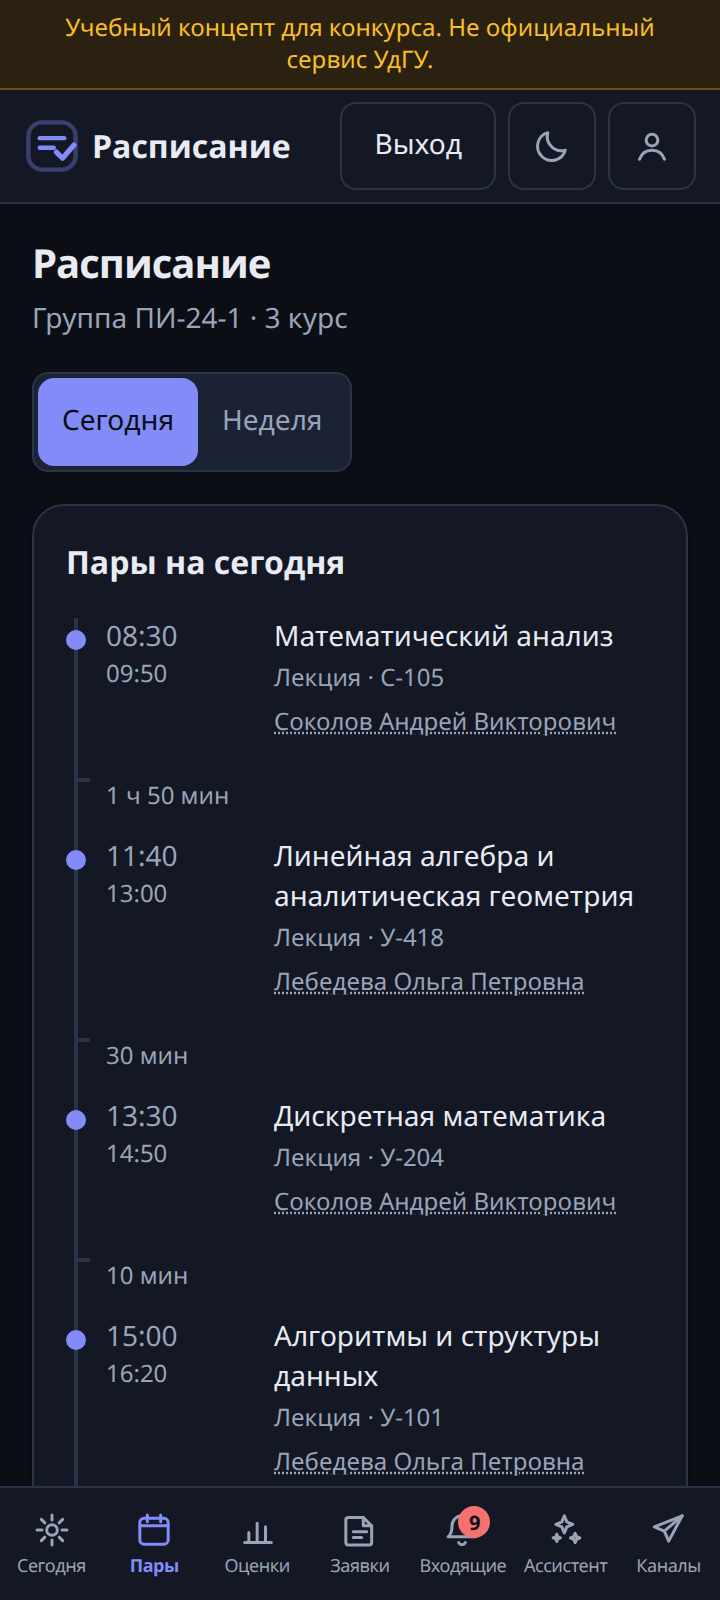 Учебный концепт для конкурса. Не официальный
сервис УдГУ.
Расписание
Выход
Расписание
Группа ПИ-24-1 · 3 курс
Сегодня
Неделя
Пары на сегодня
08:30
Математический анализ
09:50
Лекция · С-105
Соколов Андрей Викторович
1 ч 50 мин
11:40
Линейная алгебра и
аналитическая геометрия
13:00
Лекция · У-418
Лебедева Ольга Петровна
30 мин
13:30
Дискретная математика
14:50
Лекция · У-204
Соколов Андрей Викторович
10 мин
15:00
Алгоритмы и структуры
данных
16:20
Лекция · У-101
Лебедева Ольга Петровна
9
Сегодня
Пары
Оценки
Заявки
Входящие
Ассистент
Каналы